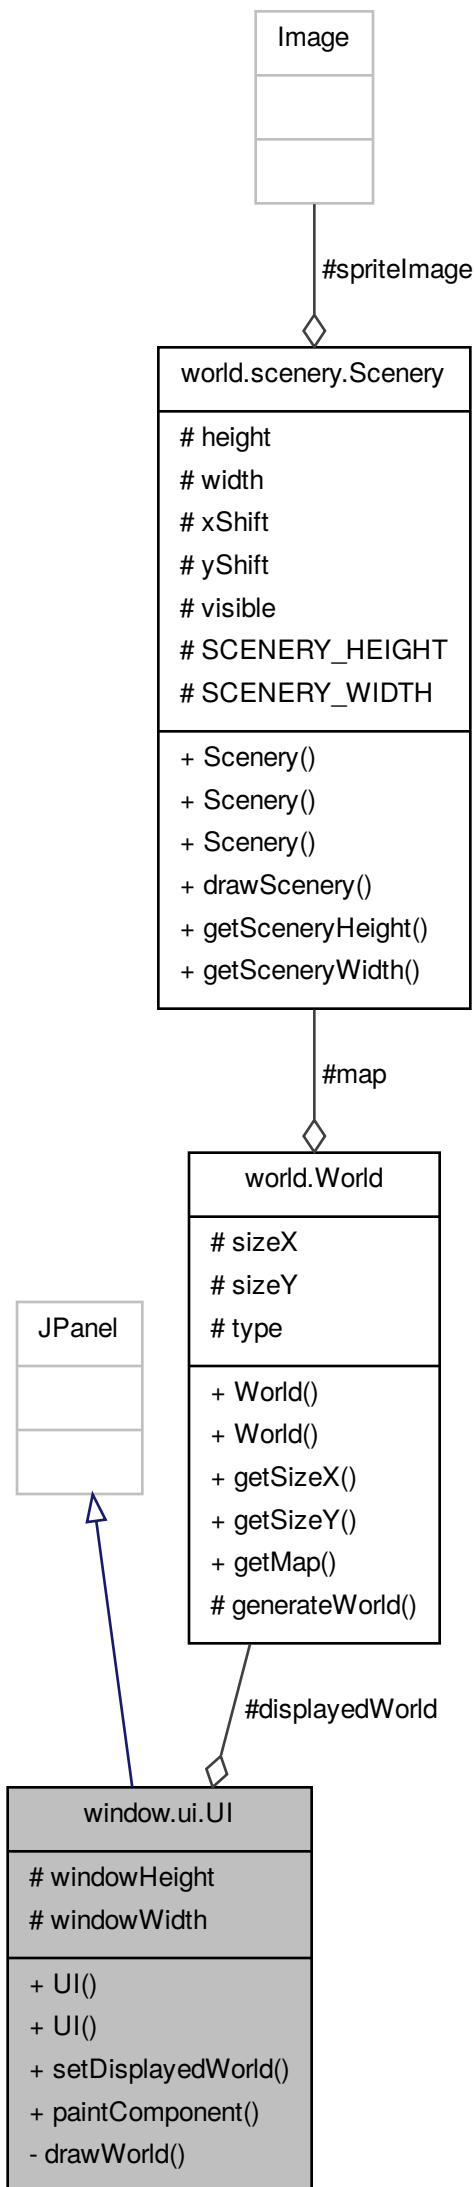 Image
#spriteImage
world.scenery.Scenery
# height
# width
# xShift
# yShift
# visible
# SCENERY_HEIGHT
# SCENERY_WIDTH
+ Scenery()
+ Scenery()
+ Scenery()
+ drawScenery()
+ getSceneryHeight()
+ getSceneryWidth()
#map
world.World
# sizeX
# sizeY
# type
+ World()
+ World()
+ getSizeX()
+ getSizeY()
+ getMap()
# generateWorld()
JPanel
#displayedWorld
window.ui.UI
# windowHeight
# windowWidth
+ UI()
+ UI()
+ setDisplayedWorld()
+ paintComponent()
- drawWorld()